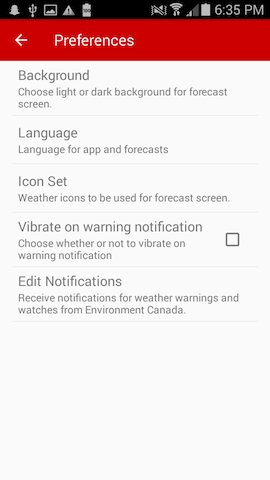 6:35 PM
Preferences
Background
Choose light or dark background for forecast
screen.
Language
Language for app and forecasts
Icon Set
Weather icons to be used for forecast screen.
Vibrate on warning notification
Choose whether or not to vibrate on
warning notification
Edit Notifications
Receive notifications for weather warnings and
watches from Environment Canada.